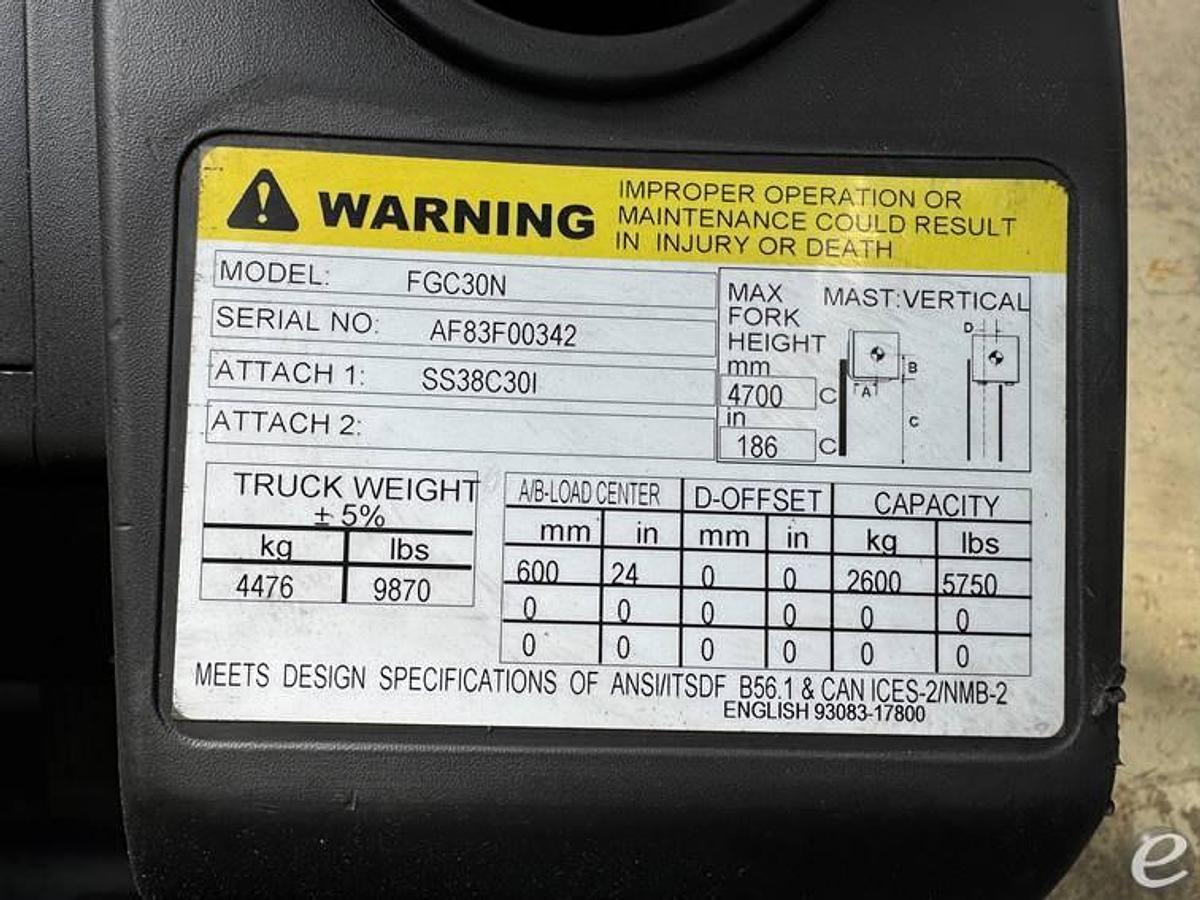 WARNING
IMPROPER OPERATION OR
MAINTENANCE COULD RESULT
IN INJURY OR DEATH
MODEL: FGC30N
SERIAL NO: AF83F00342
ATTACH 1: SS38C30I
ATTACH 2:
MAX
FORK
HEIGHT
mm
4700 C
in
186 C
MAST:VERTICAL
D
B
A
C
TRUCK WEIGHT
± 5%
kg lbs
4476 9870
A/B-LOAD CENTER D-OFFSET CAPACITY
mm in mm in kg lbs
600 24 0 0 2600 5750
0 0 0 0 0 0
0 0 0 0 0 0
MEETS DESIGN SPECIFICATIONS OF ANSI/ITSDF B56.1 & CAN ICES-2/NMB-2
ENGLISH 93083-17800
e